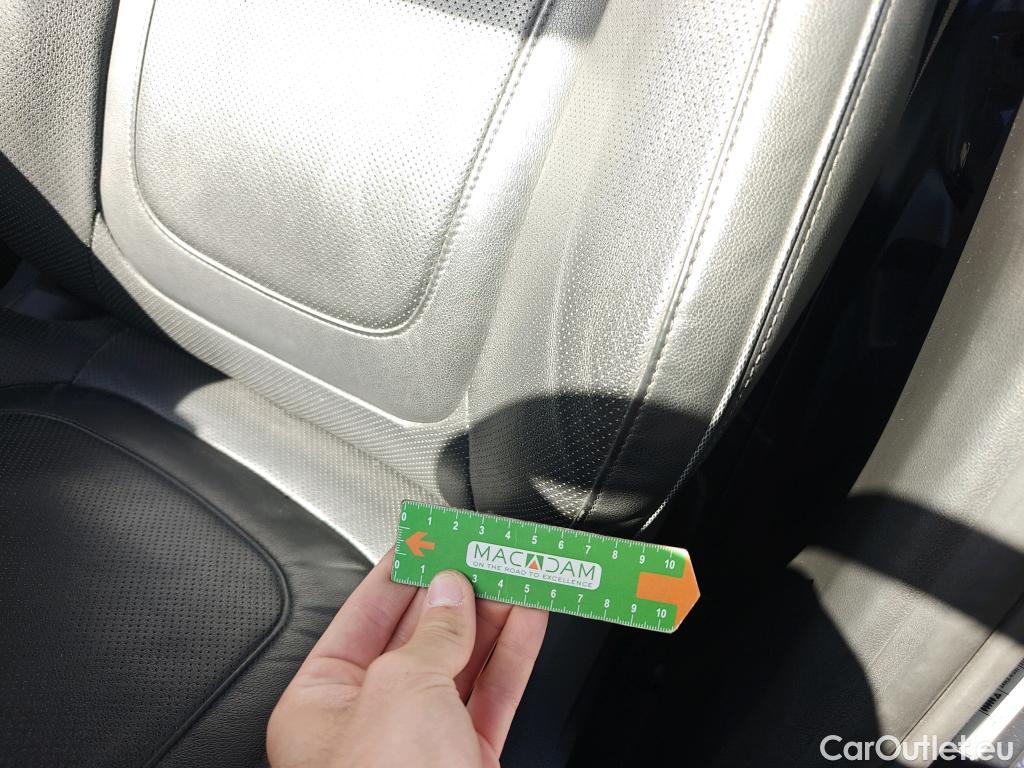 0 1 2 3 4 5 6 7 8 9 10
MACADAM
ON THE ROAD TO EXCELLENCE
0 1 3 4 5 6 7 8 9 10
CarOutlet.eu